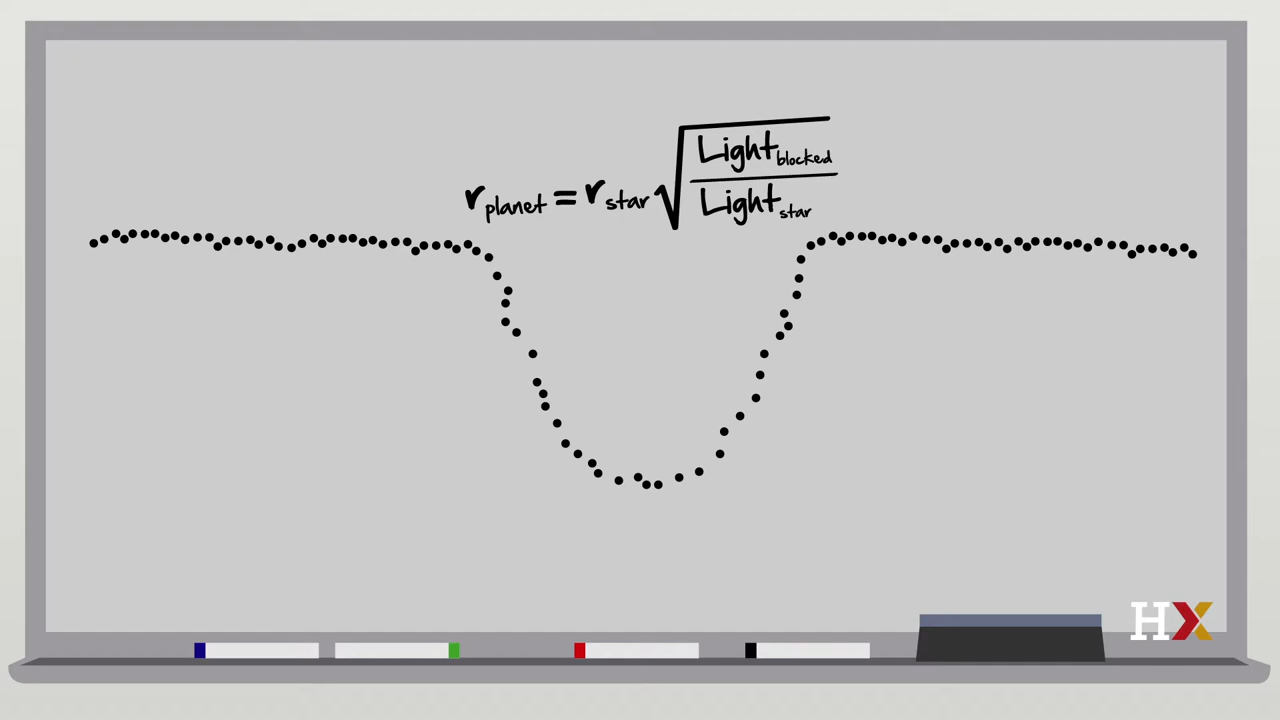 r_planet = r_star √(Light_blocked / Light_star)
HX